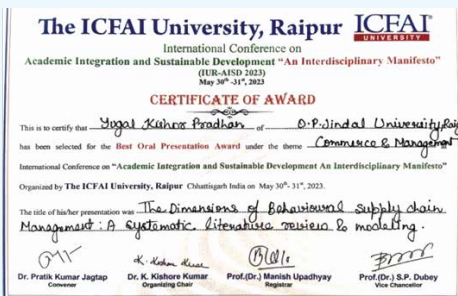 The ICFAI University, Raipur
ICFAI
UNIVERSITY
International Conference on
Academic Integration and Sustainable Development "An Interdisciplinary Manifesto"
(IUR-AISD 2023)
May 30th -31st, 2023
CERTIFICATE OF AWARD
This is to certify that Yugal Kishor Pradhan of O.P. Jindal University, Raig
has been selected for the Best Oral Presentation Award under the theme Commerce & Management
International Conference on "Academic Integration and Sustainable Development An Interdisciplinary Manifesto"
Organized by The ICFAI University, Raipur Chhattisgarh India on May 30th- 31st, 2023.
The title of his/her presentation was The Dimensions of Behavioural supply chain
Management : A systematic literature review & modeling.
K. Kishore Kumar
Dr. Pratik Kumar Jagtap Dr. K. Kishore Kumar Prof.(Dr.) Manish Upadhyay Prof.(Dr.) S.P. Dubey
Convener Organizing Chair Registrar Vice Chancellor